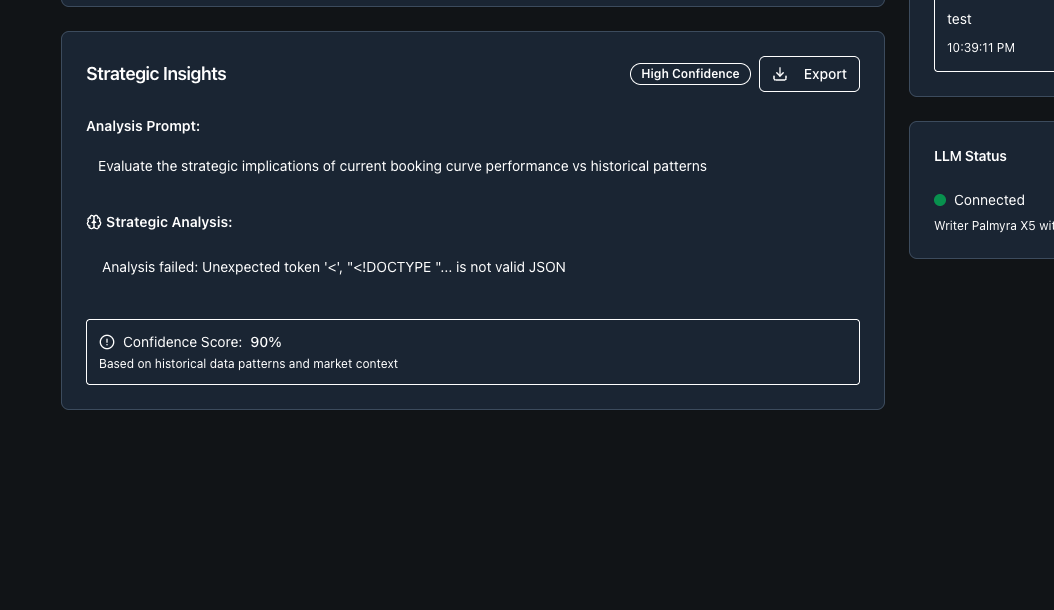 Strategic Insights
High Confidence
Export
Analysis Prompt:
Evaluate the strategic implications of current booking curve performance vs historical patterns
Strategic Analysis:
Analysis failed: Unexpected token '<', "<!DOCTYPE "... is not valid JSON
Confidence Score: 90%
Based on historical data patterns and market context
test
10:39:11 PM
LLM Status
Connected
Writer Palmyra X5